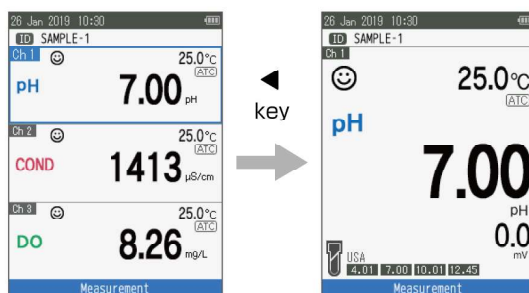 26 Jan 2019 10:30
ID SAMPLE-1
Ch 1 25.0°C
ATC
pH 7.00 pH
Ch 2 25.0°C
ATC
COND 1413 µS/cm
Ch 3 25.0°C
ATC
DO 8.26 mg/L
Measurement
key
26 Jan 2019 10:30
ID SAMPLE-1
Ch 1
25.0°C
ATC
pH
7.00
pH
0.0
mV
USA
4.01 7.00 10.01 12.45
Measurement